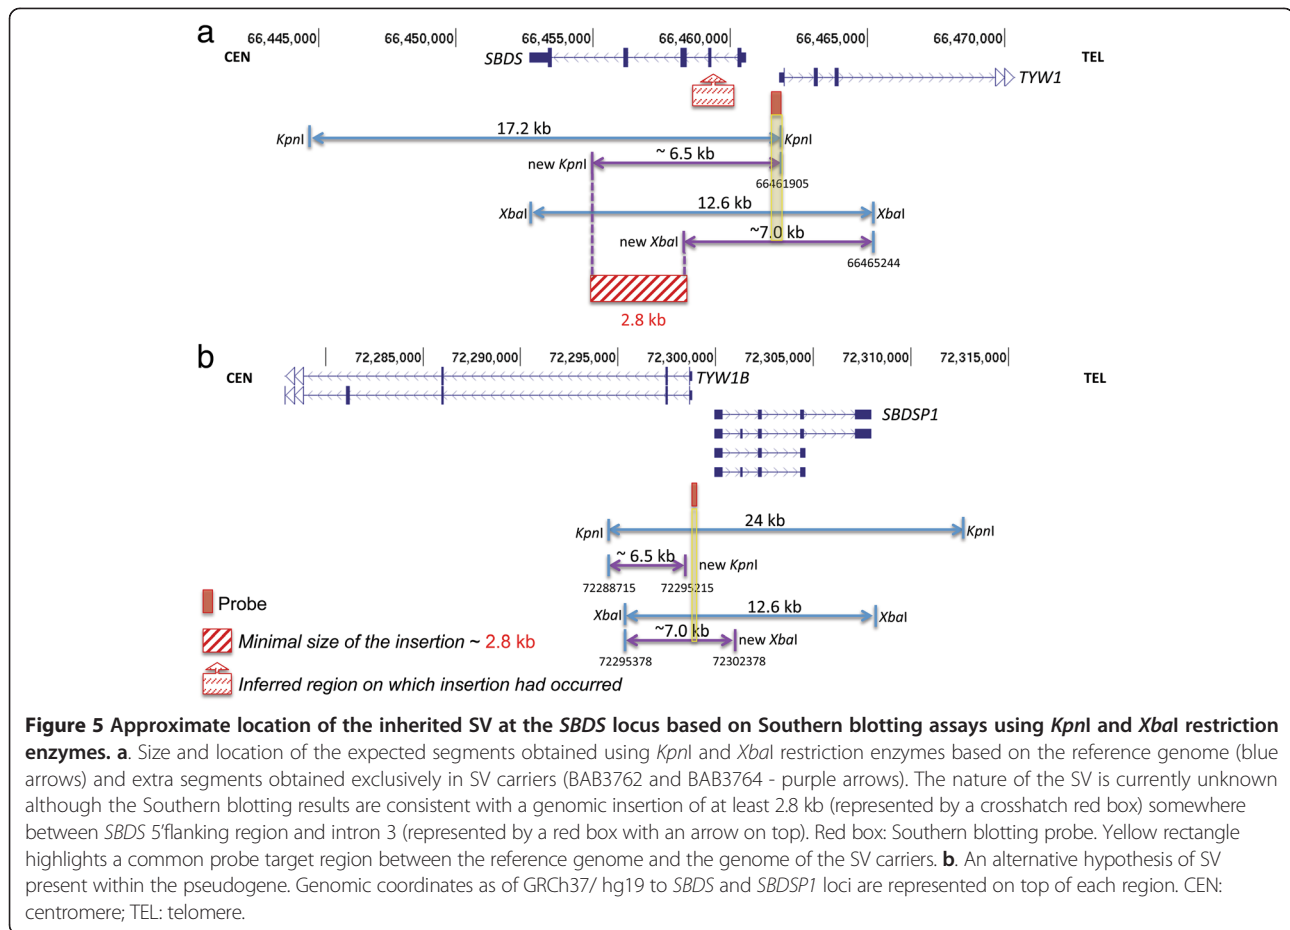 a
66,445,000
66,450,000
66,455,000
66,460,000
66,465,000
66,470,000
CEN
SBDS
TEL
TYW1
17.2 kb
KpnI
KpnI
new KpnI
~ 6.5 kb
66461905
12.6 kb
XbaI
XbaI
new XbaI
~7.0 kb
66465244
2.8 kb
b
72,285,000
72,290,000
72,295,000
72,300,000
72,305,000
72,310,000
72,315,000
CEN
TYW1B
TEL
SBDSP1
24 kb
KpnI
KpnI
~ 6.5 kb
new KpnI
72288715
72295215
12.6 kb
XbaI
XbaI
~7.0 kb
new XbaI
72295378
72302378
Probe
Minimal size of the insertion ~ 2.8 kb
Inferred region on which insertion had occurred
Figure 5 Approximate location of the inherited SV at the SBDS locus based on Southern blotting assays using KpnI and XbaI restriction
enzymes. a. Size and location of the expected segments obtained using KpnI and XbaI restriction enzymes based on the reference genome (blue
arrows) and extra segments obtained exclusively in SV carriers (BAB3762 and BAB3764 - purple arrows). The nature of the SV is currently unknown
although the Southern blotting results are consistent with a genomic insertion of at least 2.8 kb (represented by a crosshatch red box) somewhere
between SBDS 5'flanking region and intron 3 (represented by a red box with an arrow on top). Red box: Southern blotting probe. Yellow rectangle
highlights a common probe target region between the reference genome and the genome of the SV carriers. b. An alternative hypothesis of SV
present within the pseudogene. Genomic coordinates as of GRCh37/ hg19 to SBDS and SBDSP1 loci are represented on top of each region. CEN:
centromere; TEL: telomere.